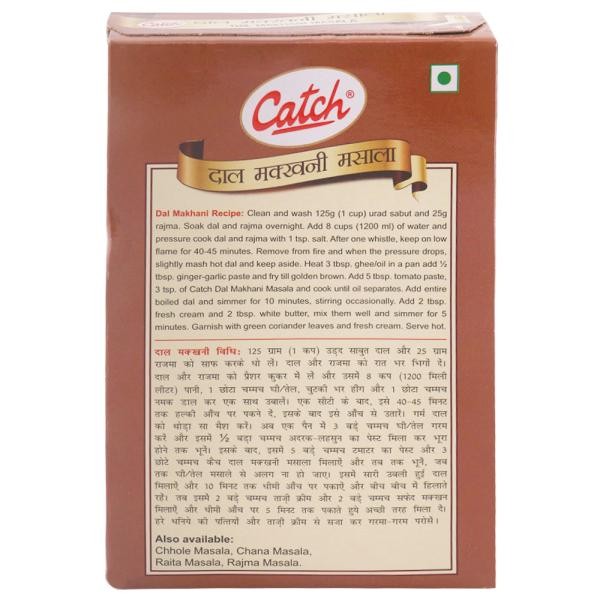 दाल मक्खनी मसाला
DAL MAKHANI MASALA
Catch®
दाल मक्खनी मसाला
Dal Makhani Recipe: Clean and wash 125g (1 cup) urad sabut and 25g
rajma. Soak dal and rajma overnight. Add 8 cups (1200 ml) of water and
pressure cook dal and rajma with 1 tsp. salt. After one whistle, keep on low
flame for 40-45 minutes. Remove from fire and when the pressure drops,
slightly mash hot dal and keep aside. Heat 3 tbsp. ghee/oil in a pan add ½
tbsp. ginger-garlic paste and fry till golden brown. Add 5 tbsp. tomato paste,
3 tsp. of Catch Dal Makhani Masala and cook until oil separates. Add entire
boiled dal and simmer for 10 minutes, stirring occasionally. Add 2 tbsp.
fresh cream and 2 tbsp. white butter, mix them well and simmer for 5
minutes. Garnish with green coriander leaves and fresh cream. Serve hot.
दाल मक्खनी विधि: 125 ग्राम (1 कप) उड़द साबुत दाल और 25 ग्राम
राजमा को साफ करके धो लें। दाल और राजमा को रात भर भिगो दें।
दाल और राजमा को प्रैशर कुकर में लें और उसमें 8 कप (1200 मिली
लीटर) पानी, 1 छोटा चम्मच घी/तेल, चुटकी भर हींग और 1 छोटा चम्मच
नमक डाल कर एक साथ उबालें। एक सीटी के बाद, इसे 40-45 मिनट
तक हल्की आँच पर पकने दें, इसके बाद इसे आँच से उतारें। गर्म दाल
को थोड़ा सा मैश करें। अब एक पैन में 3 बड़े चम्मच घी/तेल गरम
करें और इसमें ½ बड़ा चम्मच अदरक-लहसुन का पेस्ट मिला कर भूरा
होने तक भूनें। इसके बाद, इसमें 5 बड़े चम्मच टमाटर का पेस्ट और 3
छोटे चम्मच कैच दाल मक्खनी मसाला मिलाएँ और तब तक भूनें, जब
तक घी/तेल मसाले से अलग ना हो जाए। इसमें सारी उबली हुई दाल
मिलाएँ और 10 मिनट तक धीमी आँच पर पकाएँ और बीच बीच में हिलाते
रहें। तब इसमें 2 बड़े चम्मच ताज़ी क्रीम और 2 बड़े चम्मच सफेद मक्खन
मिलाएँ और धीमी आँच पर 5 मिनट तक पकाते हुये अच्छी तरह मिला दें।
हरे धनिये की पत्तियों और ताज़ी क्रीम से सजा कर गरमा-गरम परोसें।
Also available:
Chhole Masala, Chana Masala,
Raita Masala, Rajma Masala.